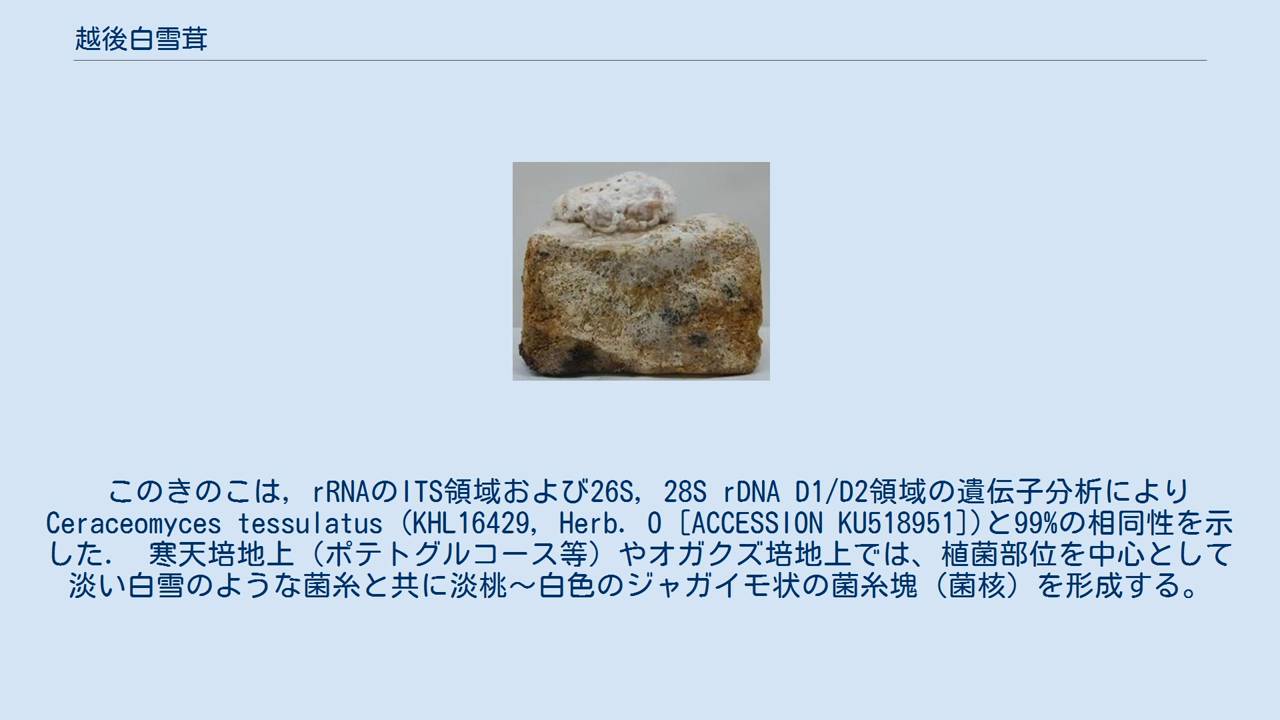 越後白雪茸
このきのこは, rRNAのITS領域および26S, 28S rDNA D1/D2領域の遺伝子分析により
Ceraceomyces tessulatus (KHL16429, Herb. O [ACCESSION KU518951])と99%の相同性を示
した.　寒天培地上（ポテトグルコース等）やオガクズ培地上では、植菌部位を中心として
淡い白雪のような菌糸と共に淡桃～白色のジャガイモ状の菌糸塊（菌核）を形成する。